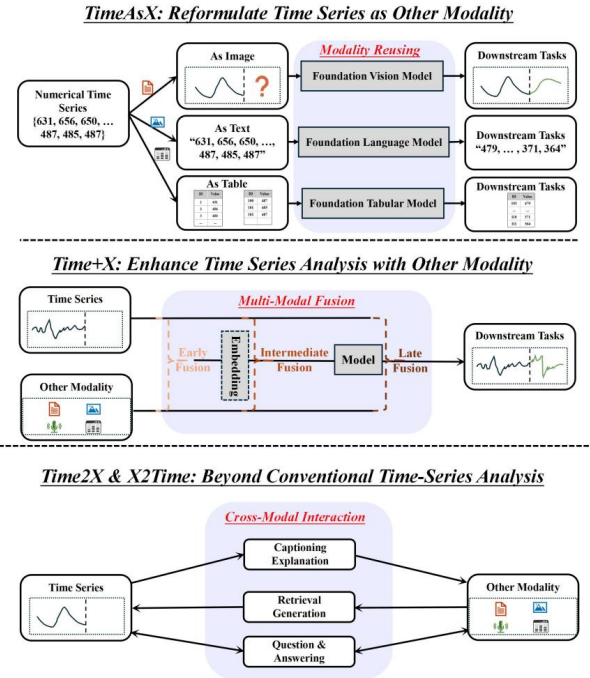 TimeAsX: Reformulate Time Series as Other Modality
As Image
Modality Reusing
Downstream Tasks
Numerical Time
Series
{631, 656, 650, …
487, 485, 487}
?
Foundation Vision Model
As Text
"631, 656, 650, …,
487, 485, 487"
Foundation Language Model
Downstream Tasks
"479, … , 371, 364"
As Table
Foundation Tabular Model
Downstream Tasks
Time+X: Enhance Time Series Analysis with Other Modality
Time Series
Multi-Modal Fusion
Downstream Tasks
Early
Fusion
Embedding
Intermediate
Fusion
Model
Late
Fusion
Other Modality
Time2X & X2Time: Beyond Conventional Time-Series Analysis
Cross-Modal Interaction
Captioning
Explanation
Time Series
Retrieval
Generation
Other Modality
Question &
Answering